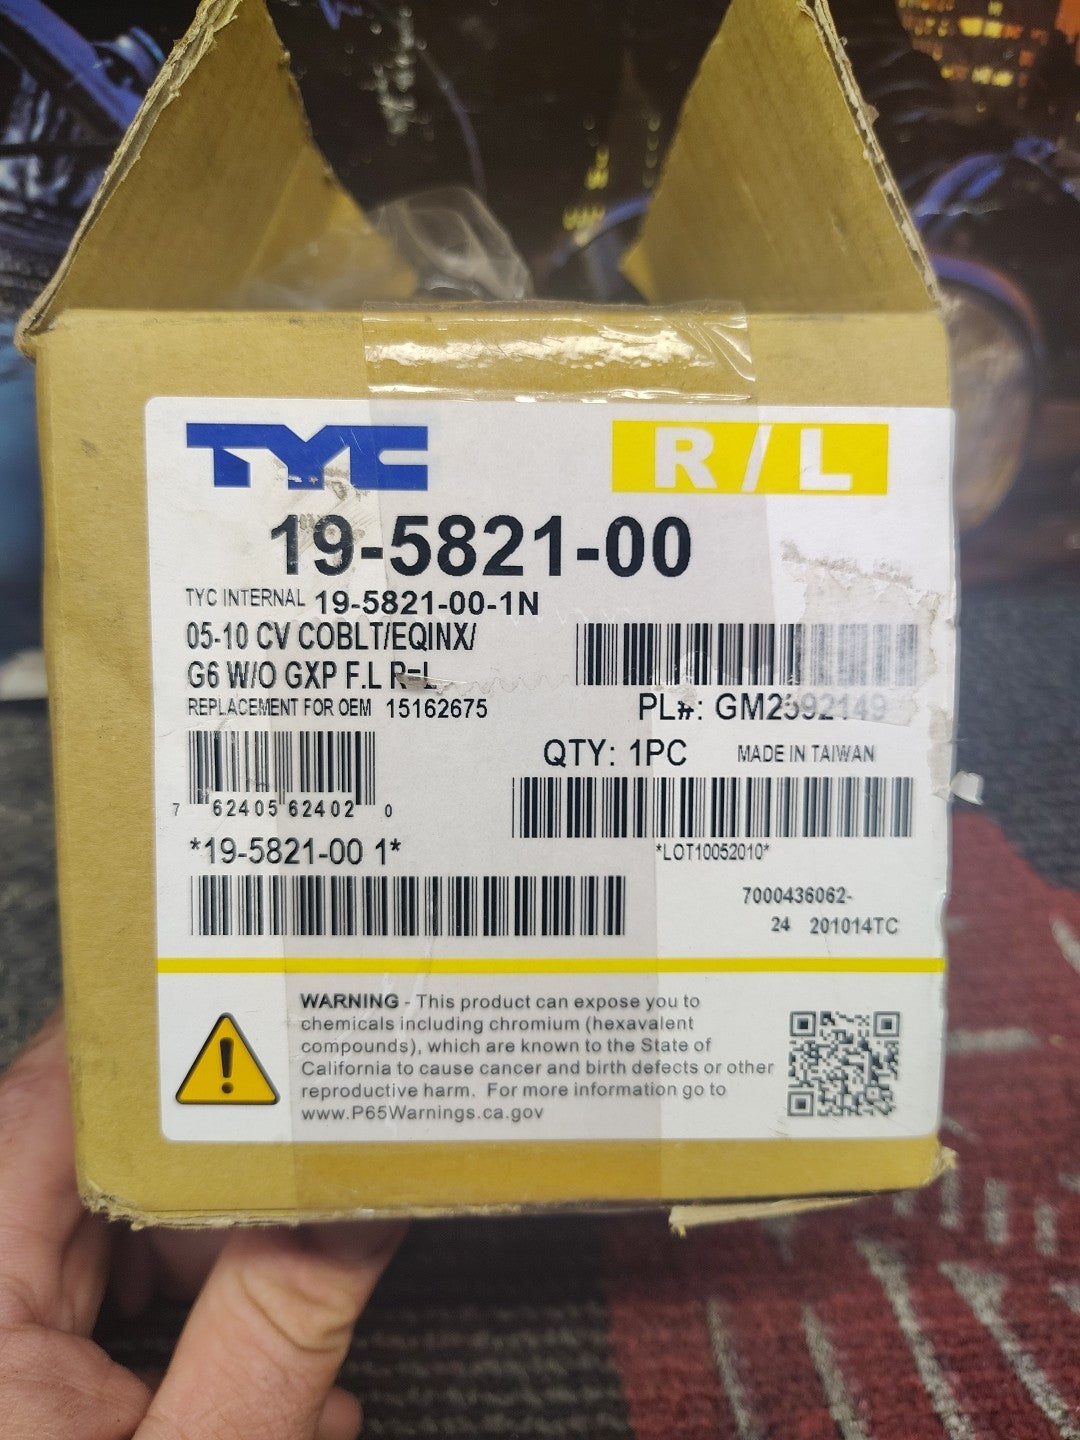 TYC
R/L
19-5821-00
TYC INTERNAL 19-5821-00-1N
05-10 CV COBLT/EQINX/
G6 W/O GXP F.L R=L
REPLACEMENT FOR OEM 15162675
PL#: GM2592149
QTY: 1PC MADE IN TAIWAN
7 62405 62402 0
*19-5821-00 1*
*LOT10052010*
7000436062-
24 201014TC
WARNING - This product can expose you to
chemicals including chromium (hexavalent
compounds), which are known to the State of
California to cause cancer and birth defects or other
reproductive harm. For more information go to
www.P65Warnings.ca.gov